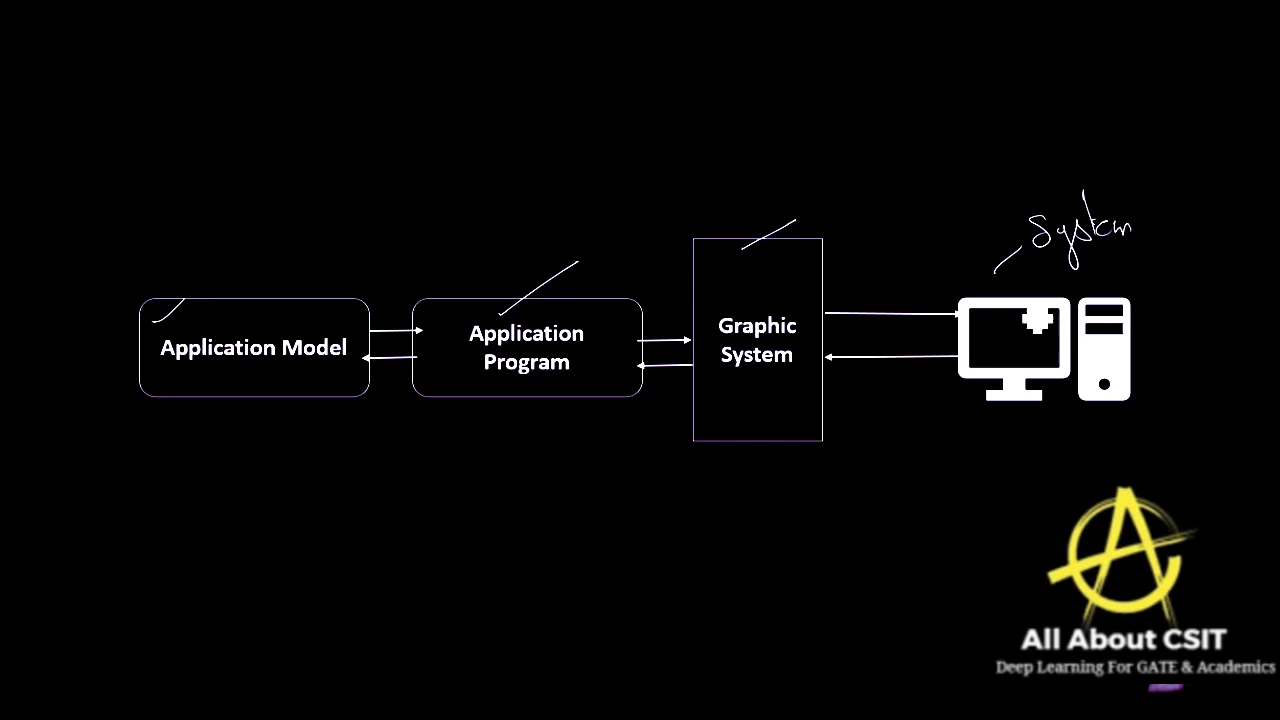 System
Application Model
Application
Program
Graphic
System
All About CSIT
Deep Learning For GATE & Academics